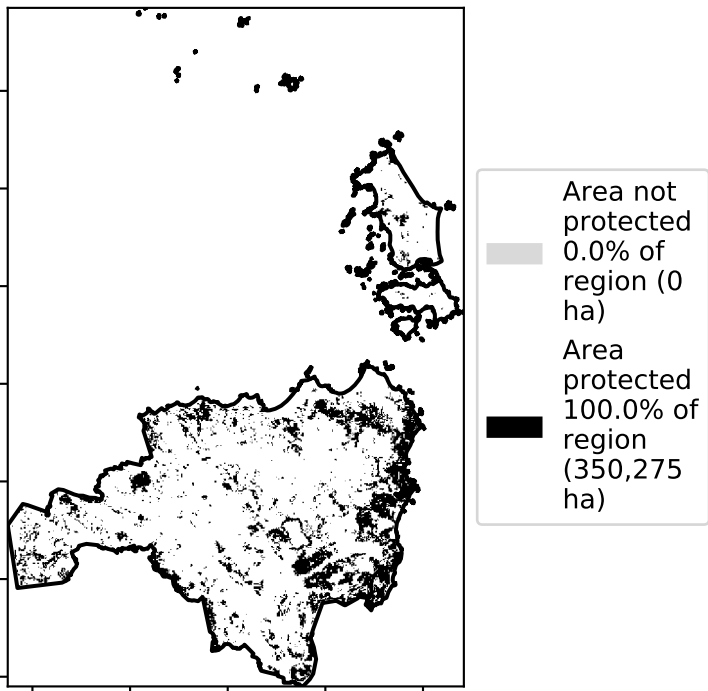 Area not
protected
0.0% of
region (0
ha)
Area
protected
100.0% of
region
(350,275
ha)